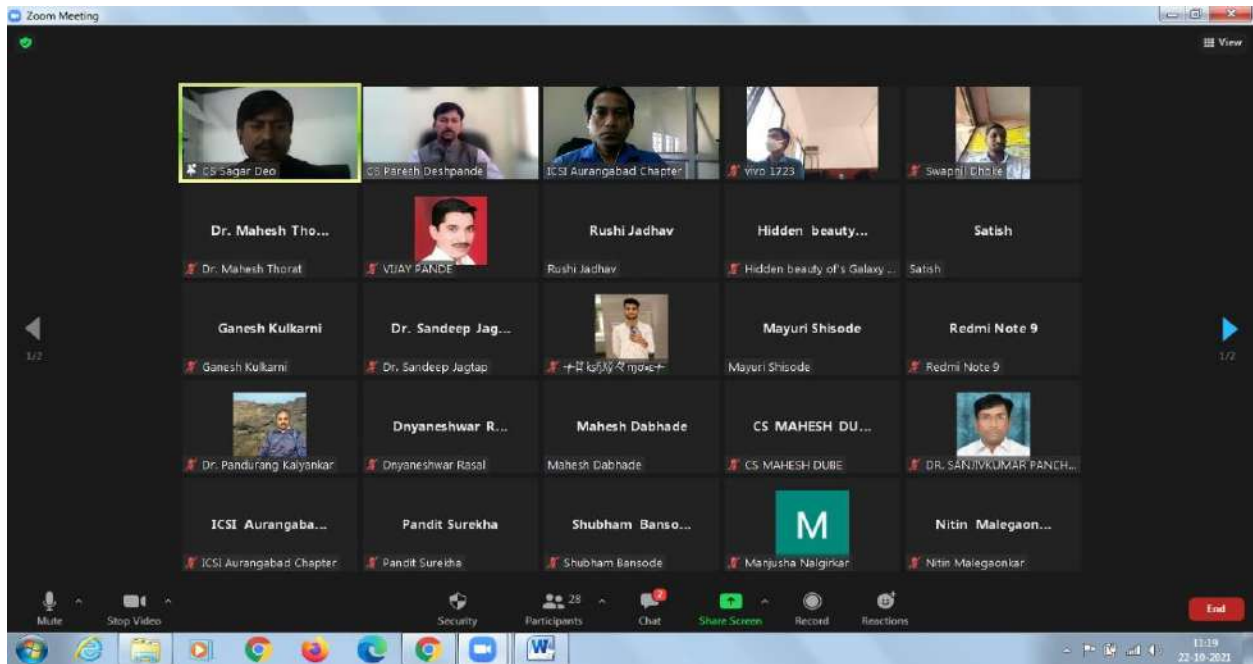 Zoom Meeting
View
CS Sagar Deo
CS Paresh Deshpande
ICSI Aurangabad Chapter
vivo 1723
Swapnil Dhoke
Dr. Mahesh Tho...
Rushi Jadhav
Hidden beauty...
Satish
Dr. Mahesh Thorat
VIJAY PANDE
Rushi Jadhav
Hidden beauty of's Galaxy ...
Satish
Ganesh Kulkarni
Dr. Sandeep Jag...
Mayuri Shisode
Redmi Note 9
1/2
Ganesh Kulkarni
Dr. Sandeep Jagtap
Mayuri Shisode
Redmi Note 9
1/2
Dnyaneshwar R...
Mahesh Dabhade
CS MAHESH DU...
Dr. Pandurang Kalyankar
Dnyaneshwar Rasal
Mahesh Dabhade
CS MAHESH DUBE
DR. SANJIVKUMAR PANCH...
ICSI Aurangaba...
Pandit Surekha
Shubham Banso...
M
Nitin Malegaon...
ICSI Aurangabad Chapter
Pandit Surekha
Shubham Bansode
Manjusha Nalgirkar
Nitin Malegaonkar
Mute
Stop Video
Security
Participants
28
Chat
2
Share Screen
Record
Reactions
End
W
11:19
22-10-2021